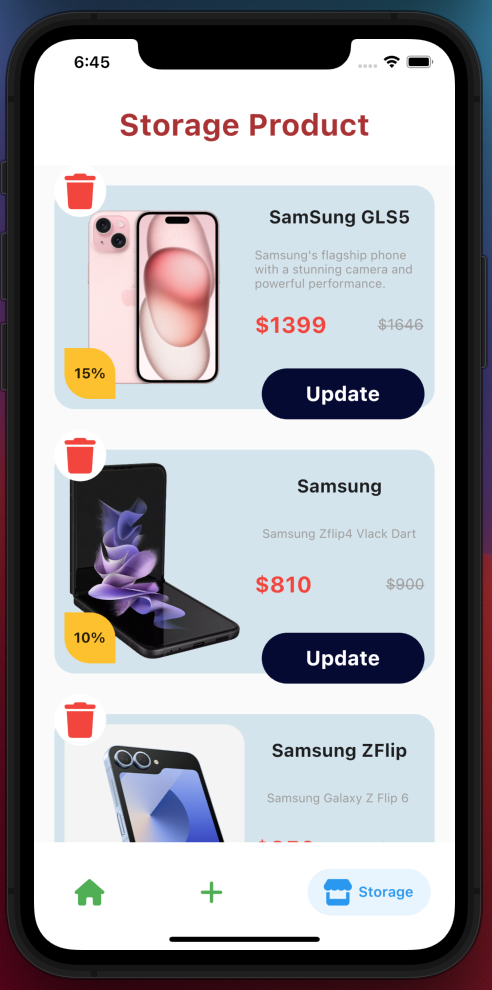 6:45
Storage Product
SamSung GLS5
Samsung's flagship phone
with a stunning camera and
powerful performance.
$1399 $1646
15%
Update
Samsung
Samsung Zflip4 Vlack Dart
$810 $900
10%
Update
Samsung ZFlip
Samsung Galaxy Z Flip 6
Storage